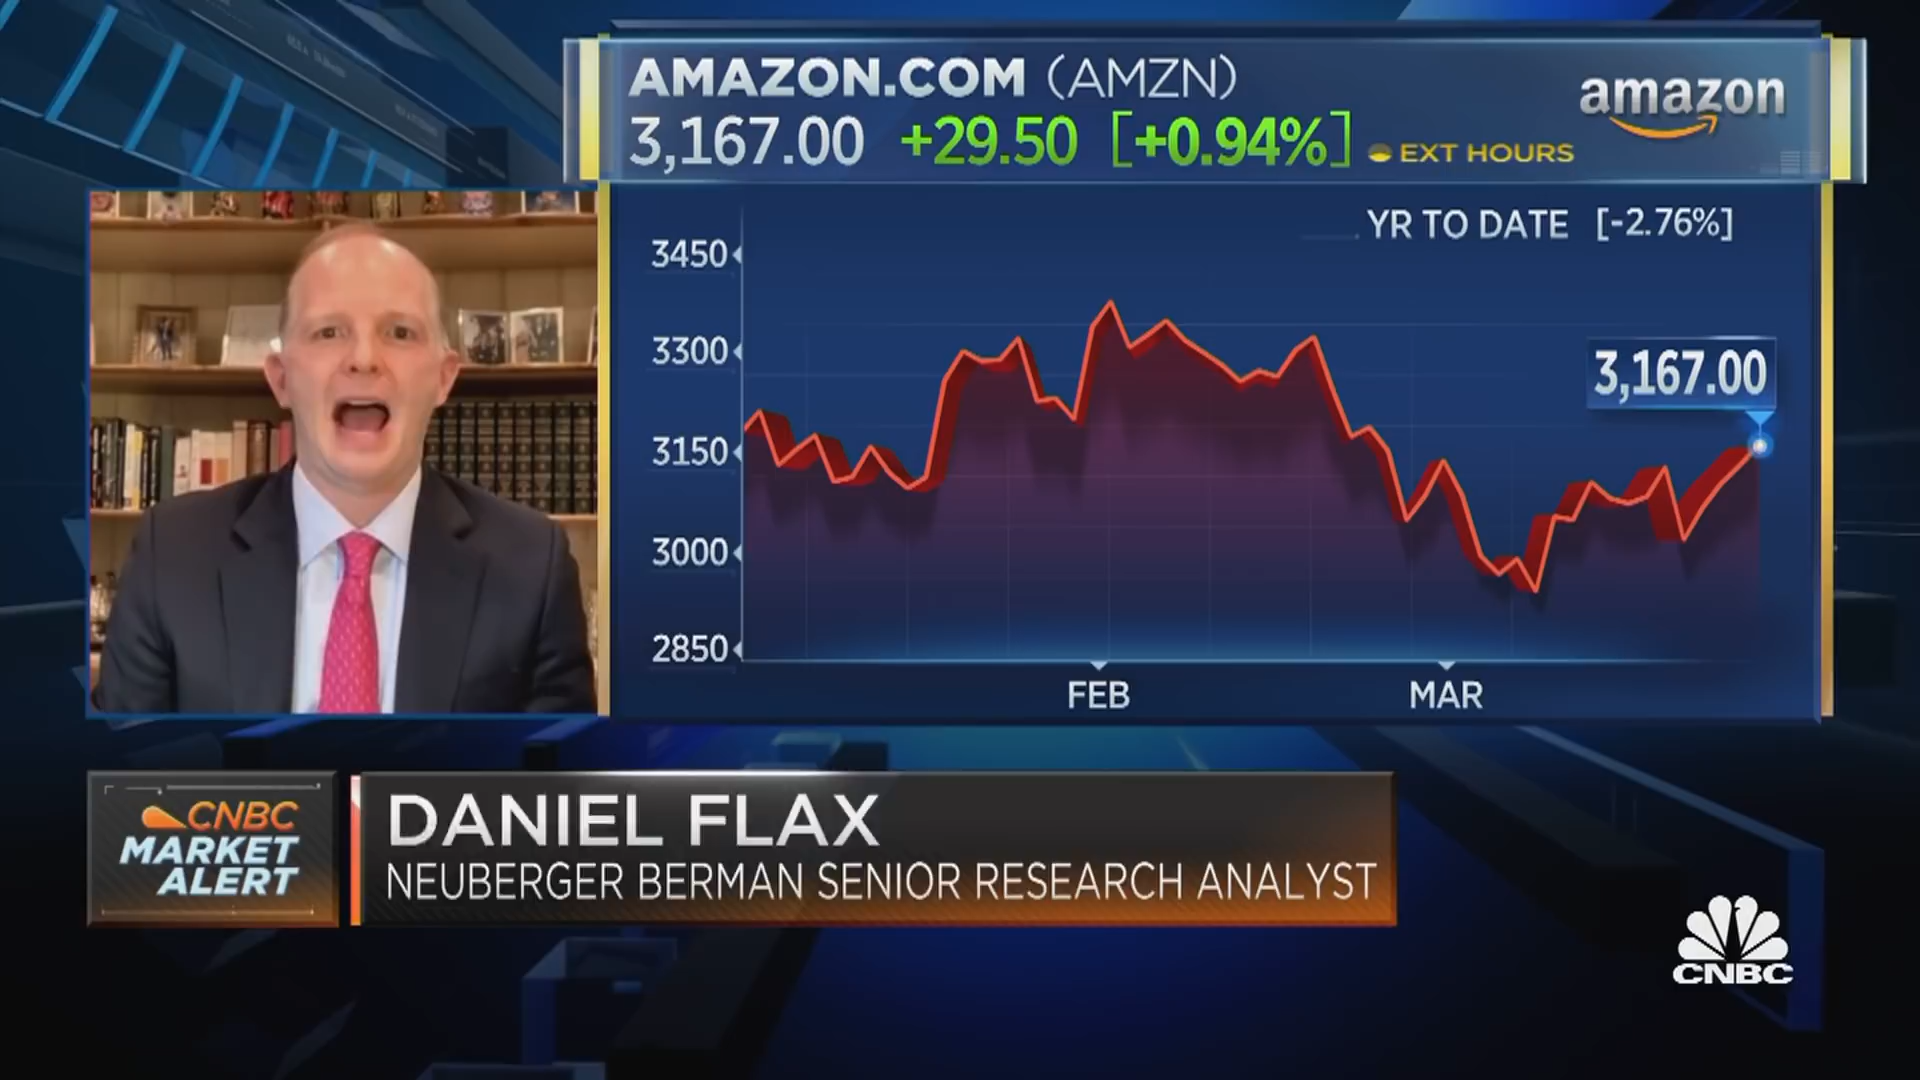 AMAZON.COM (AMZN)
3,167.00 +29.50 [+0.94%] EXT HOURS
amazon
YR TO DATE [-2.76%]
3450
3300
3150
3000
2850
3,167.00
FEB MAR
CNBC
MARKET
ALERT
DANIEL FLAX
NEUBERGER BERMAN SENIOR RESEARCH ANALYST
CNBC